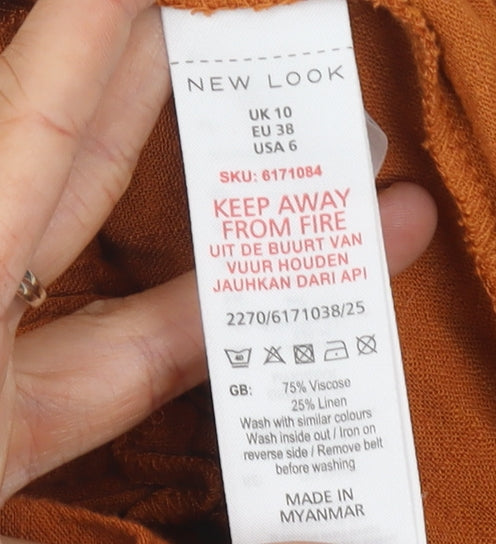 NEW LOOK
UK 10
EU 38
USA 6
SKU: 6171084
KEEP AWAY
FROM FIRE
UIT DE BUURT VAN
VUUR HOUDEN
JAUHKAN DARI API
2270/6171038/25
40
GB: 75% Viscose
25% Linen
Wash with similar colours
Wash inside out / Iron on
reverse side / Remove belt
before washing
MADE IN
MYANMAR